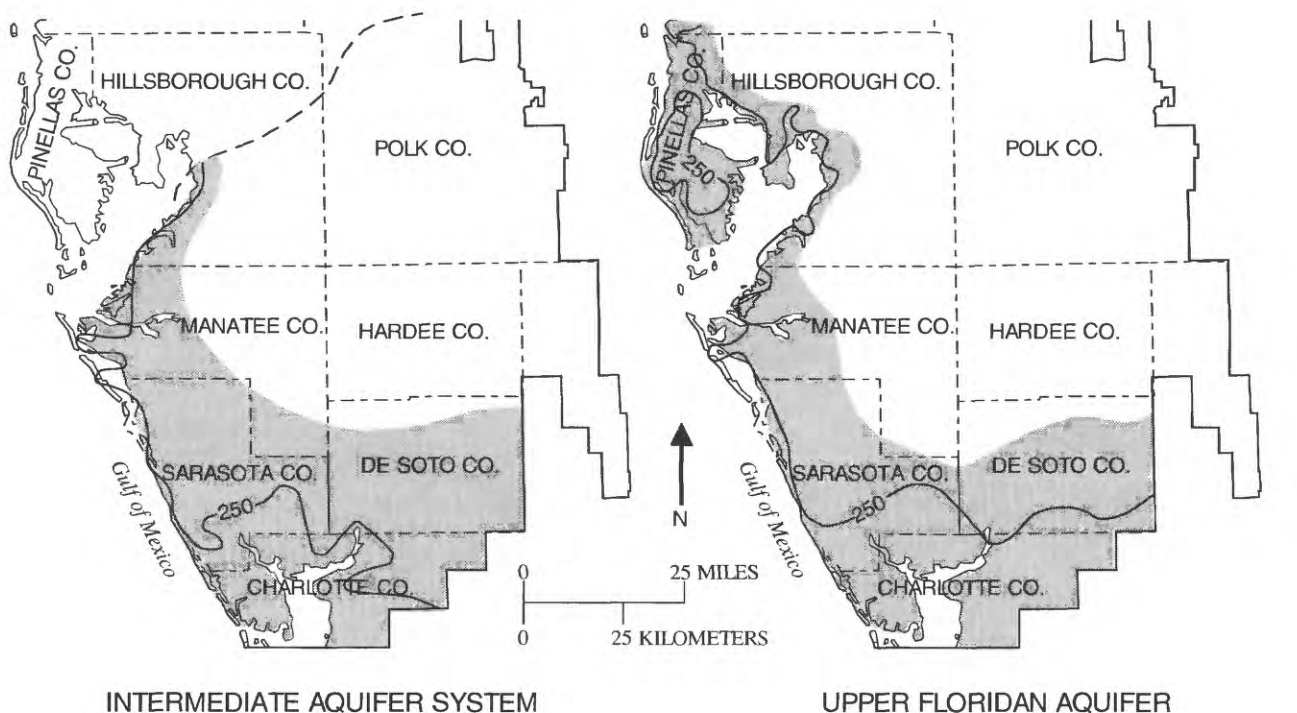 PINELLAS CO.
HILLSBOROUGH CO.
POLK CO.
MANATEE CO.
HARDEE CO.
SARASOTA CO.
DE SOTO CO.
250
Gulf of Mexico
CHARLOTTE CO.
INTERMEDIATE AQUIFER SYSTEM
N
0 25 MILES
0 25 KILOMETERS
PINELLAS CO.
HILLSBOROUGH CO.
250
POLK CO.
MANATEE CO.
HARDEE CO.
SARASOTA CO.
DE SOTO CO.
250
Gulf of Mexico
CHARLOTTE CO.
UPPER FLORIDAN AQUIFER